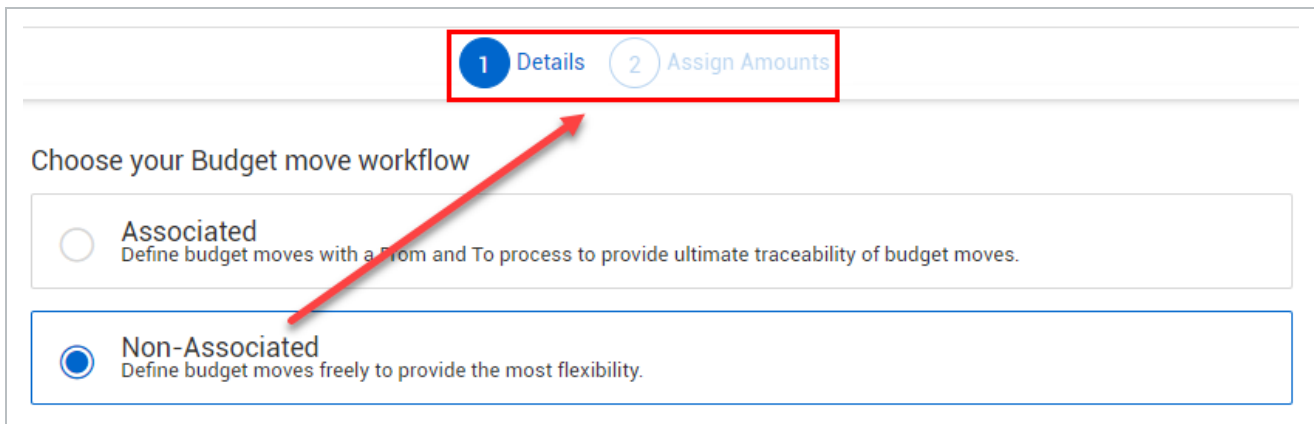 1 Details 2 Assign Amounts
Choose your Budget move workflow
Associated
Define budget moves with a From and To process to provide ultimate traceability of budget moves.
Non-Associated
Define budget moves freely to provide the most flexibility.